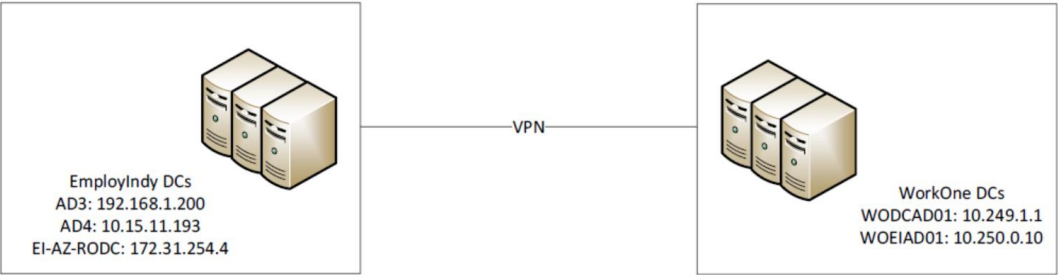 EmployIndy DCs
AD3: 192.168.1.200
AD4: 10.15.11.193
EI-AZ-RODC: 172.31.254.4
VPN
WorkOne DCs
WODCAD01: 10.249.1.1
WOEIAD01: 10.250.0.10